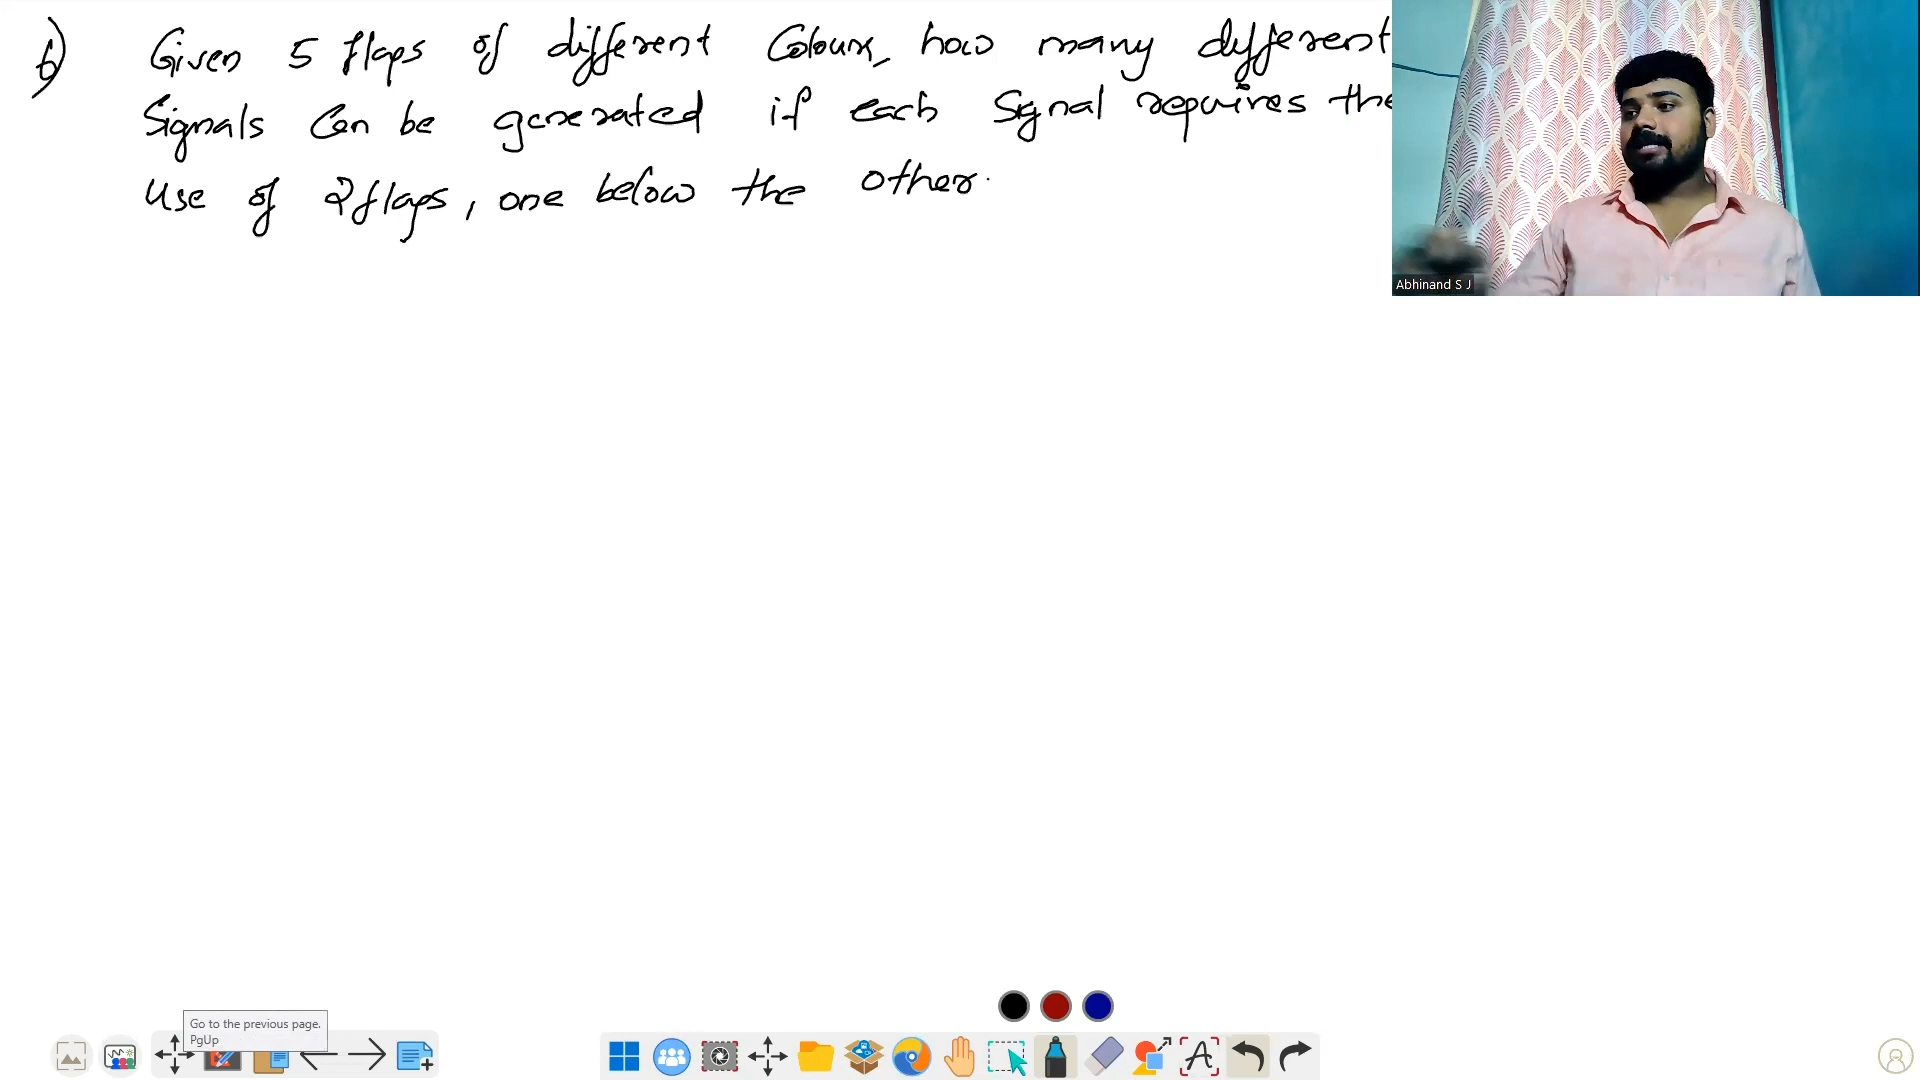 6) Given 5 flags of different Colours, how many different
Signals Can be generated if each Signal requires the
Use of 2 flags, one below the other.
Abhinand S J
Go to the previous page.
PgUp